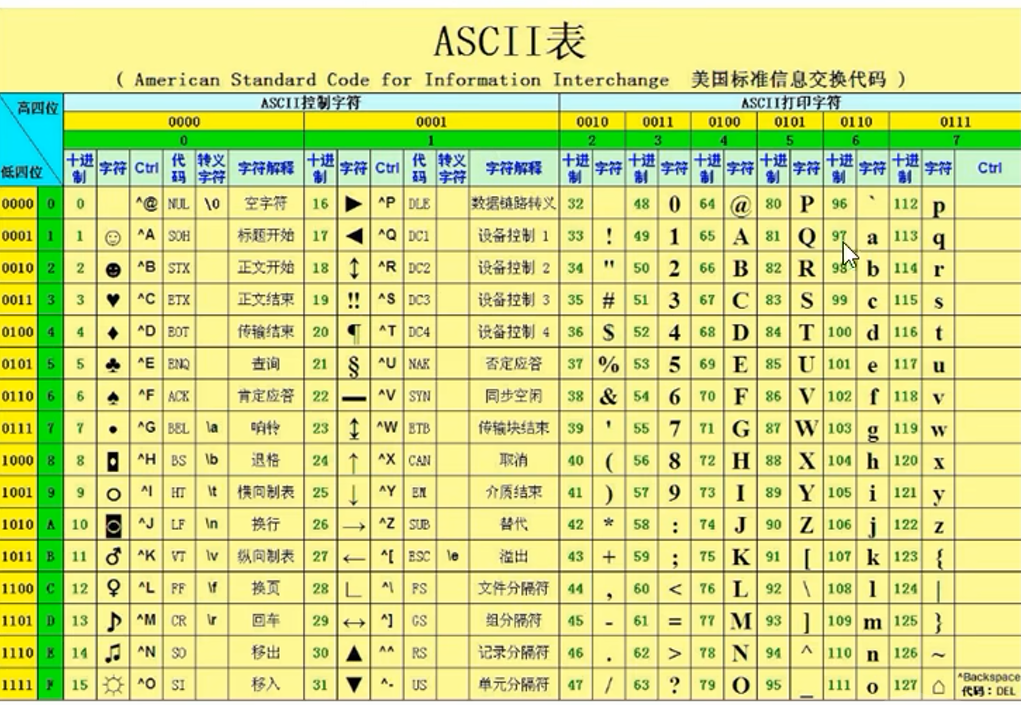 ASCII表
( American Standard Code for Information Interchange 美国标准信息交换代码 )
高四位 ASCII控制字符 ASCII打印字符
0000 0001 0010 0011 0100 0101 0110 0111
0 1 2 3 4 5 6 7
低四位 十进制 字符 Ctrl 代码 转义字符 字符解释 十进制 字符 Ctrl 代码 转义字符 字符解释 十进制 字符 十进制 字符 十进制 字符 十进制 字符 十进制 字符 十进制 字符 Ctrl
0000 0 0 ^@ NUL \0 空字符 16 ► ^P DLE 数据链路转义 32 48 0 64 @ 80 P 96 ` 112 p
0001 1 1 ☺ ^A SOH 标题开始 17 ◄ ^Q DC1 设备控制 1 33 ! 49 1 65 A 81 Q 97 a 113 q
0010 2 2 ☻ ^B STX 正文开始 18 ↕ ^R DC2 设备控制 2 34 " 50 2 66 B 82 R 98 b 114 r
0011 3 3 ♥ ^C ETX 正文结束 19 ‼ ^S DC3 设备控制 3 35 # 51 3 67 C 83 S 99 c 115 s
0100 4 4 ♦ ^D EOT 传输结束 20 ¶ ^T DC4 设备控制 4 36 $ 52 4 68 D 84 T 100 d 116 t
0101 5 5 ♣ ^E ENQ 查询 21 § ^U NAK 否定应答 37 % 53 5 69 E 85 U 101 e 117 u
0110 6 6 ♠ ^F ACK 肯定应答 22 ▬ ^V SYN 同步空闲 38 & 54 6 70 F 86 V 102 f 118 v
0111 7 7 • ^G BEL \a 响铃 23 ↨ ^W ETB 传输块结束 39 ' 55 7 71 G 87 W 103 g 119 w
1000 8 8 ◘ ^H BS \b 退格 24 ↑ ^X CAN 取消 40 ( 56 8 72 H 88 X 104 h 120 x
1001 9 9 ○ ^I HT \t 横向制表 25 ↓ ^Y EM 介质结束 41 ) 57 9 73 I 89 Y 105 i 121 y
1010 A 10 ◙ ^J LF \n 换行 26 → ^Z SUB 替代 42 * 58 : 74 J 90 Z 106 j 122 z
1011 B 11 ♂ ^K VT \v 纵向制表 27 ← ^[ ESC \e 溢出 43 + 59 ; 75 K 91 [ 107 k 123 {
1100 C 12 ♀ ^L FF \f 换页 28 ∟ ^\ FS 文件分隔符 44 , 60 < 76 L 92 \ 108 l 124 |
1101 D 13 ♪ ^M CR \r 回车 29 ↔ ^] GS 组分隔符 45 - 61 = 77 M 93 ] 109 m 125 }
1110 E 14 ♫ ^N SO 移出 30 ▲ ^^ RS 记录分隔符 46 . 62 > 78 N 94 ^ 110 n 126 ~
1111 F 15 ☼ ^O SI 移入 31 ▼ ^- US 单元分隔符 47 / 63 ? 79 O 95 _ 111 o 127 ⌂ ^Backspace
代码：DEL